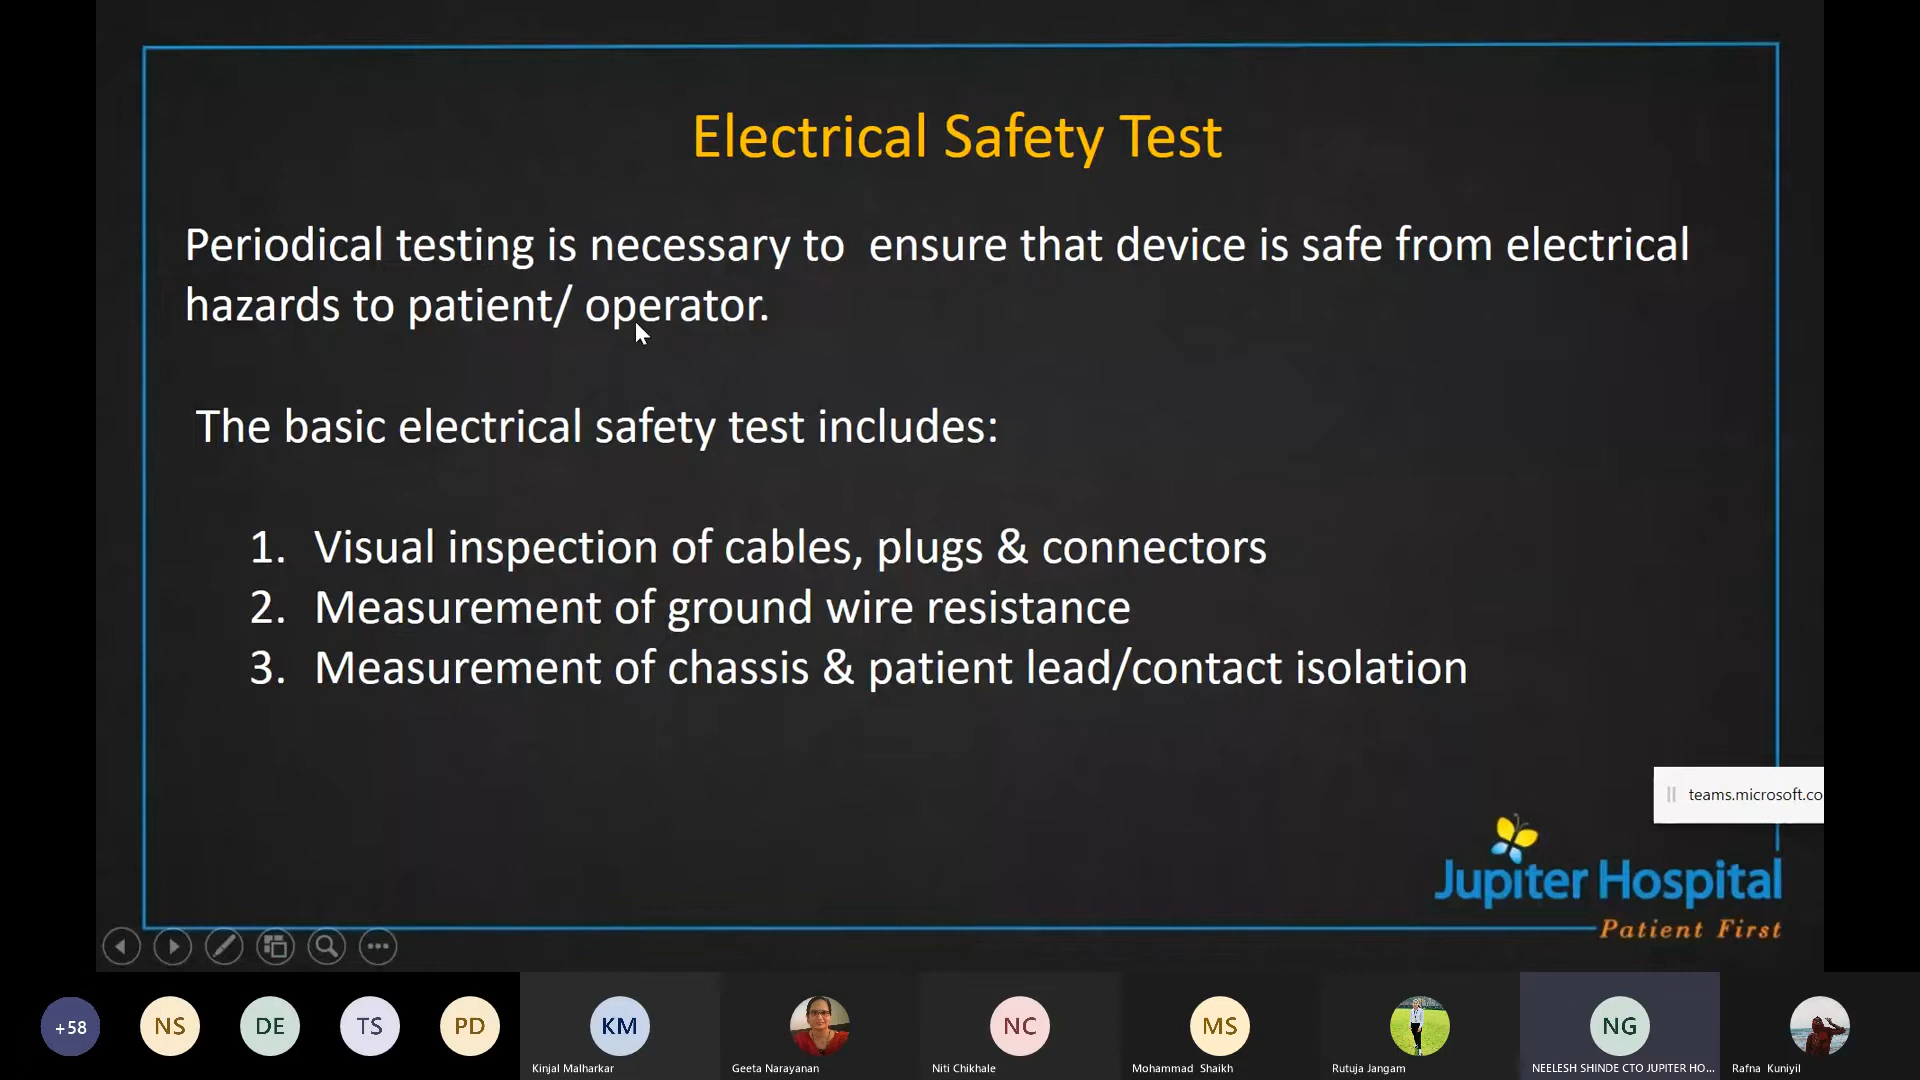 Electrical Safety Test
Periodical testing is necessary to  ensure that device is safe from electrical
hazards to patient/ operator.
The basic electrical safety test includes:
1. Visual inspection of cables, plugs & connectors
2. Measurement of ground wire resistance
3. Measurement of chassis & patient lead/contact isolation
teams.microsoft.co
Jupiter Hospital
Patient First
+58
NS
DE
TS
PD
KM
NC
MS
NG
Kinjal Malharkar
Geeta Narayanan
Niti Chikhale
Mohammad  Shaikh
Rutuja Jangam
NEELESH SHINDE CTO JUPITER HO...
Rafna  Kuniyil